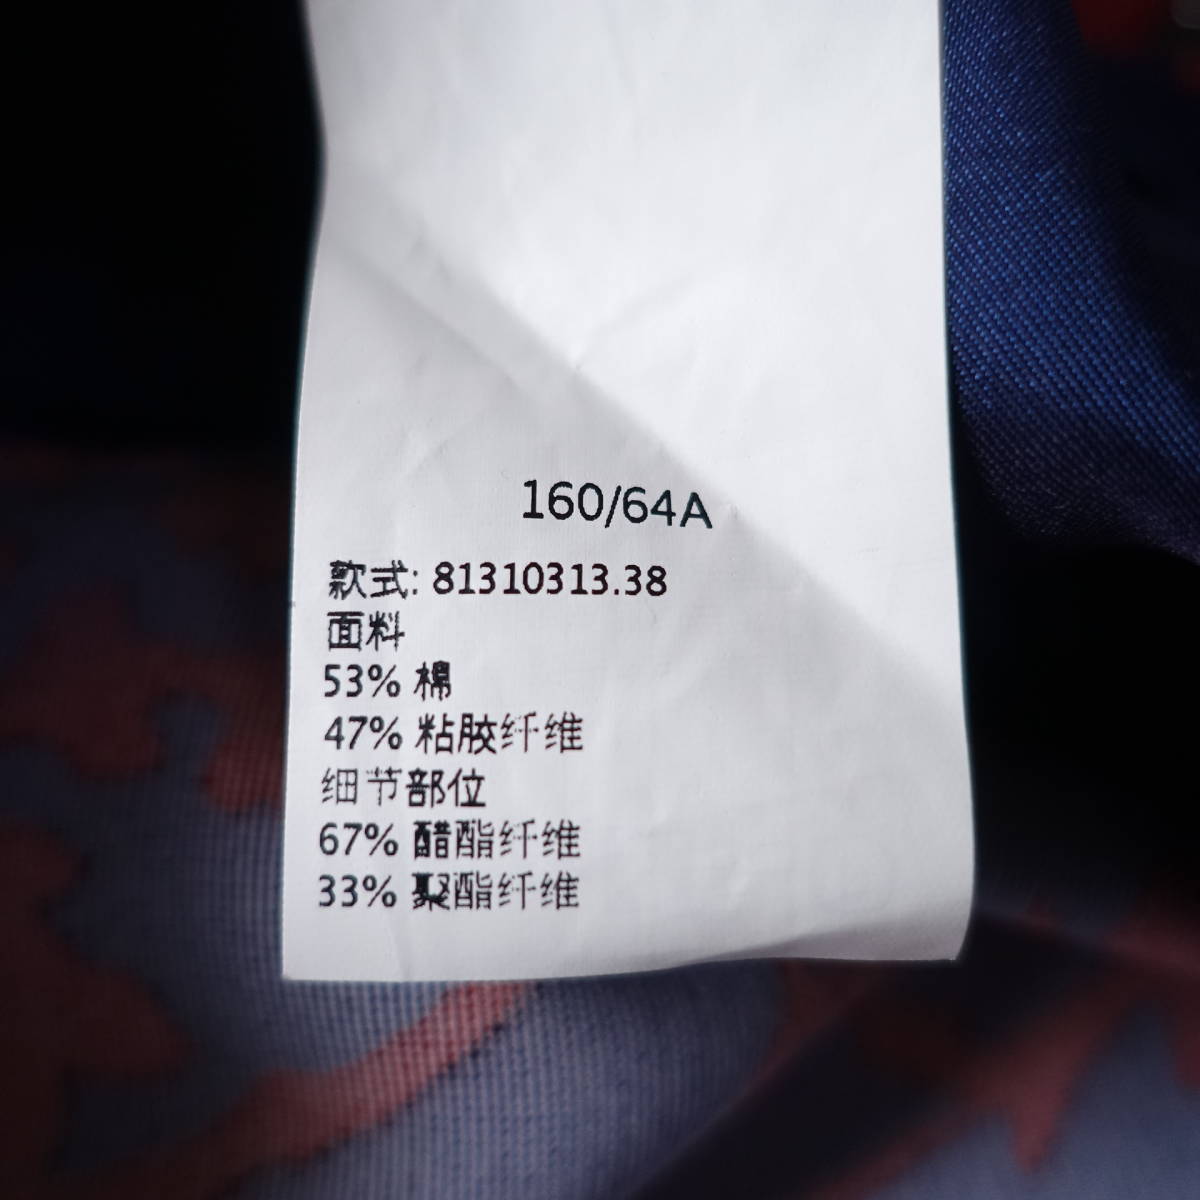 160/64A
款式: 81310313.38
面料
53% 棉
47% 粘胶纤维
细节部位
67% 醋酯纤维
33% 聚酯纤维